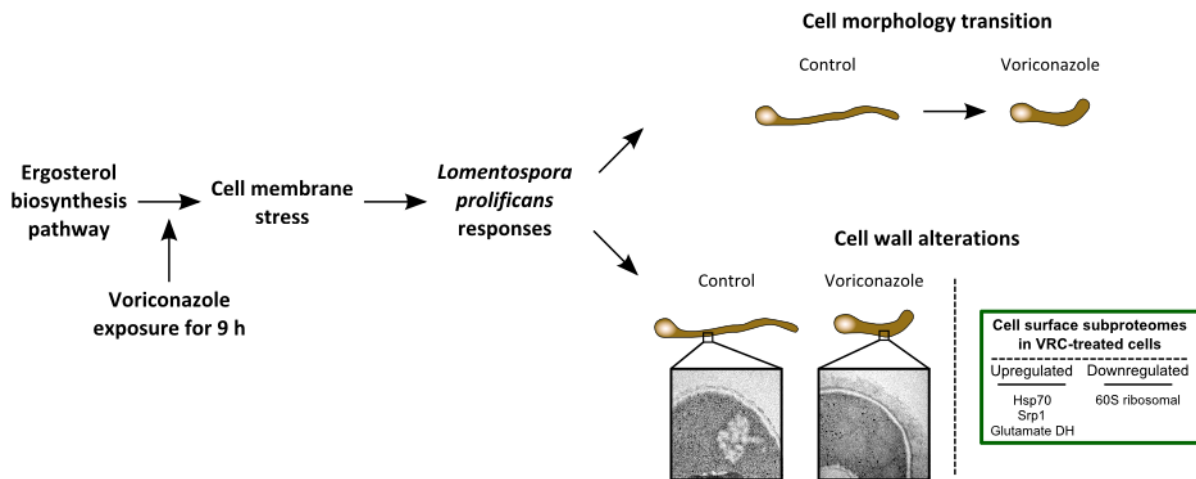 Cell morphology transition
Control
Voriconazole
Ergosterol
biosynthesis
pathway
Cell membrane
stress
Lomentospora
prolificans
responses
Voriconazole
exposure for 9 h
Cell wall alterations
Control
Voriconazole
Cell surface subproteomes
in VRC-treated cells
Upregulated
Downregulated
Hsp70
60S ribosomal
Srp1
Glutamate DH